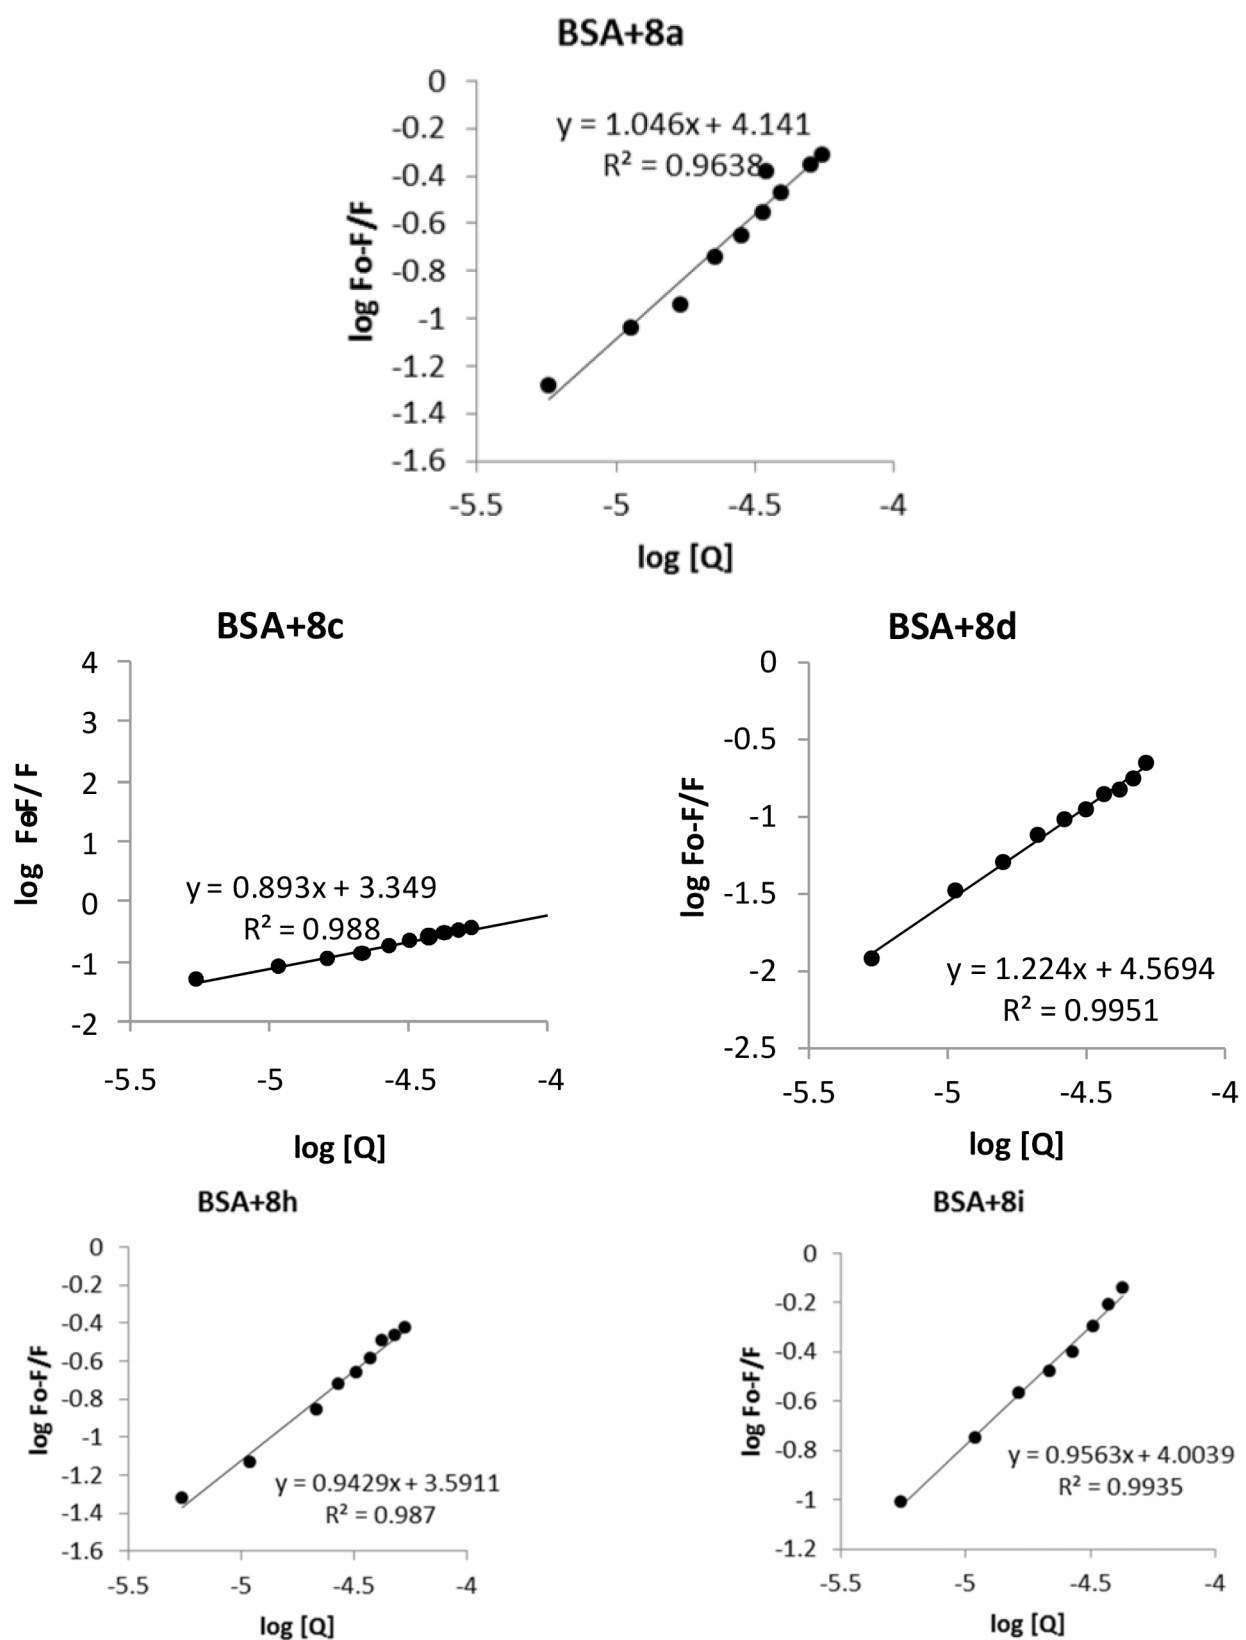 BSA+8a
0
-0.2
-0.4
-0.6
-0.8
-1
-1.2
-1.4
-1.6
y = 1.046x + 4.141
R² = 0.9638
log Fo-F/F
-5.5 -5 -4.5 -4
log [Q]
BSA+8c
4
3
2
1
0
-1
-2
y = 0.893x + 3.349
R² = 0.988
log
-5.5 -5 -4.5 -4
log [Q]
BSA+8d
0
-0.5
-1
-1.5
-2
-2.5
log Fo-F/F
y = 1.224x + 4.5694
R² = 0.9951
-5.5 -5 -4.5 -4
log [Q]
BSA+8h
0
-0.2
-0.4
-0.6
-0.8
-1
-1.2
-1.4
-1.6
log Fo-F/F
y = 0.9429x + 3.5911
R² = 0.987
-5.5 -5 -4.5 -4
log [Q]
BSA+8i
0
-0.2
-0.4
-0.6
-0.8
-1
-1.2
log Fo-F/F
y = 0.9563x + 4.0039
R² = 0.9935
-5.5 -5 -4.5 -4
log [Q]